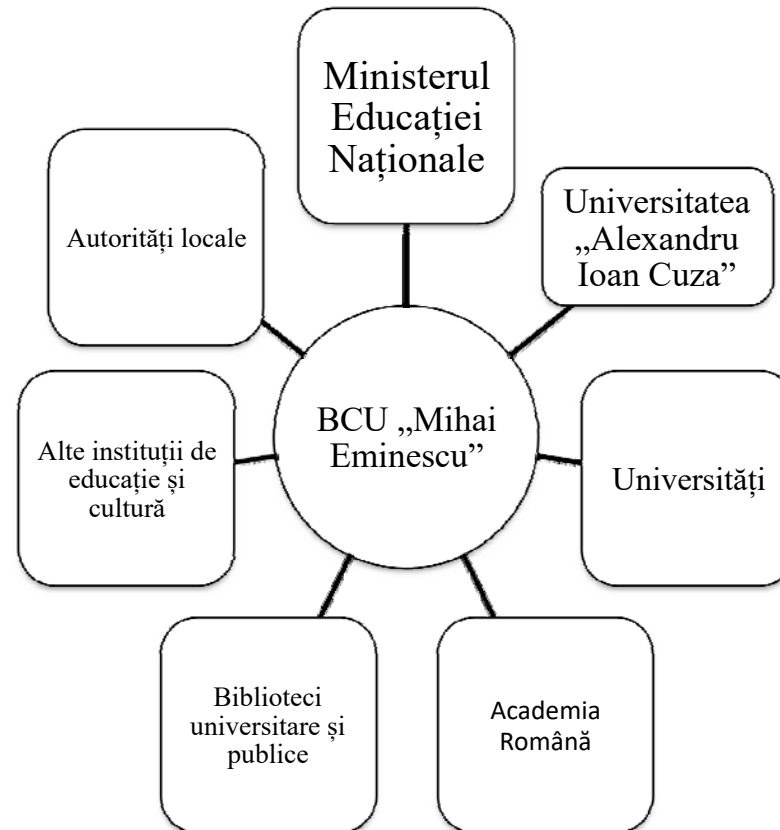 Ministerul
Educației
Naționale
Autorități locale
Universitatea
„Alexandru
Ioan Cuza”
BCU „Mihai
Eminescu”
Alte instituții de
educație și
cultură
Universități
Biblioteci
universitare și
publice
Academia
Română